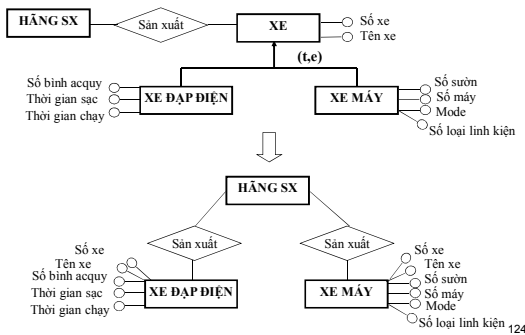 HÃNG SX
Sản xuất
XE
Số xe
Tên xe
(t,e)
Số bình acquy
Thời gian sạc
Thời gian chạy
XE ĐẠP ĐIỆN
XE MÁY
Số sườn
Số máy
Mode
Số loại linh kiện
HÃNG SX
Sản xuất
Sản xuất
Số xe
Tên xe
Số bình acquy
Thời gian sạc
Thời gian chạy
XE ĐẠP ĐIỆN
XE MÁY
Số xe
Tên xe
Số sườn
Số máy
Mode
Số loại linh kiện
124